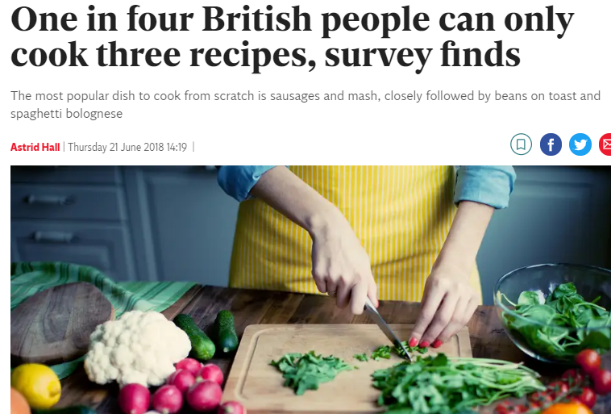 One in four British people can only
cook three recipes, survey finds
The most popular dish to cook from scratch is sausages and mash, closely followed by beans on toast and
spaghetti bolognese
Astrid Hall | Thursday 21 June 2018 14:19 |